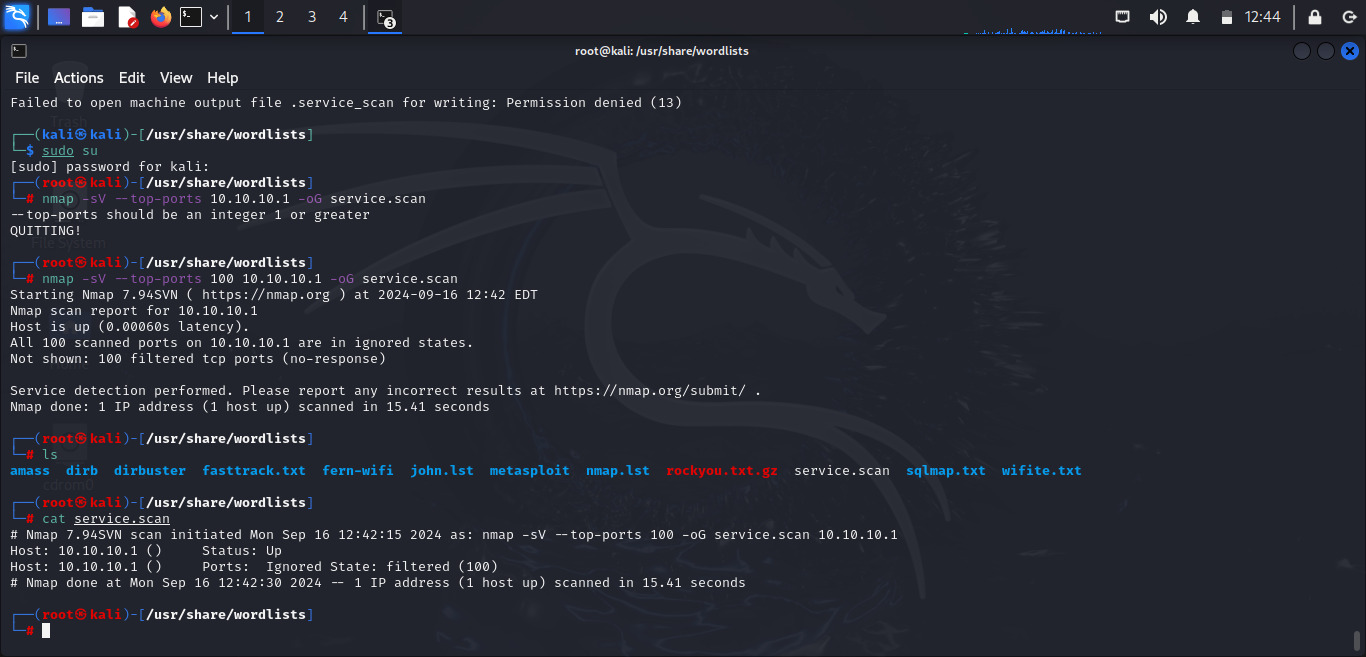 1 2 3 4 3 12:44
root@kali: /usr/share/wordlists
File Actions Edit View Help
Failed to open machine output file .service_scan for writing: Permission denied (13)
┌──(kali㉿kali)-[/usr/share/wordlists]
└─$ sudo su
[sudo] password for kali:
┌──(root㉿kali)-[/usr/share/wordlists]
└─# nmap -sV --top-ports 10.10.10.1 -oG service.scan
--top-ports should be an integer 1 or greater
QUITTING!
┌──(root㉿kali)-[/usr/share/wordlists]
└─# nmap -sV --top-ports 100 10.10.10.1 -oG service.scan
Starting Nmap 7.94SVN ( https://nmap.org ) at 2024-09-16 12:42 EDT
Nmap scan report for 10.10.10.1
Host is up (0.00060s latency).
All 100 scanned ports on 10.10.10.1 are in ignored states.
Not shown: 100 filtered tcp ports (no-response)
Service detection performed. Please report any incorrect results at https://nmap.org/submit/ .
Nmap done: 1 IP address (1 host up) scanned in 15.41 seconds
┌──(root㉿kali)-[/usr/share/wordlists]
└─# ls
amass dirb dirbuster fasttrack.txt fern-wifi john.lst metasploit nmap.lst rockyou.txt.gz service.scan sqlmap.txt wifite.txt
┌──(root㉿kali)-[/usr/share/wordlists]
└─# cat service.scan
# Nmap 7.94SVN scan initiated Mon Sep 16 12:42:15 2024 as: nmap -sV --top-ports 100 -oG service.scan 10.10.10.1
Host: 10.10.10.1 () Status: Up
Host: 10.10.10.1 () Ports: Ignored State: filtered (100)
# Nmap done at Mon Sep 16 12:42:30 2024 -- 1 IP address (1 host up) scanned in 15.41 seconds
┌──(root㉿kali)-[/usr/share/wordlists]
└─#
Trash
File System
Home
cdrom0